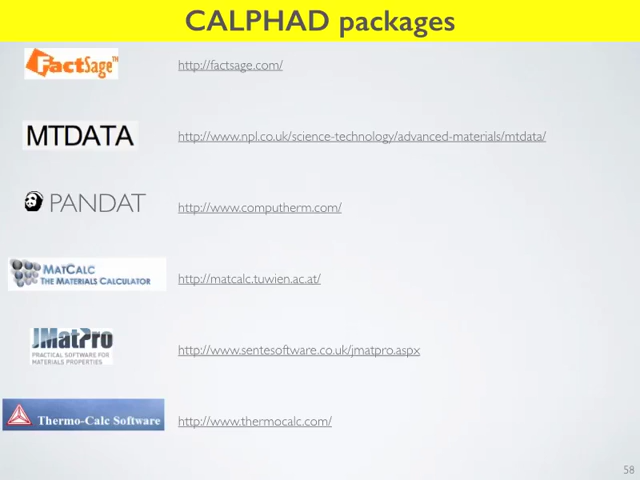 CALPHAD packages
FactSage™
http://factsage.com/
MTDATA
http://www.npl.co.uk/science-technology/advanced-materials/mtdata/
PANDAT
http://www.computherm.com/
MATCALC
THE MATERIALS CALCULATOR
http://matcalc.tuwien.ac.at/
JMatPro
PRACTICAL SOFTWARE FOR
MATERIALS PROPERTIES
http://www.sentesoftware.co.uk/jmatpro.aspx
Thermo-Calc Software
http://www.thermocalc.com/
58